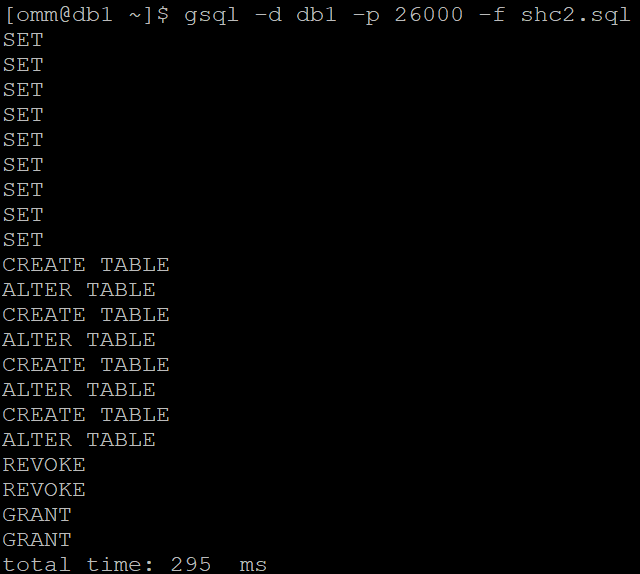 [omm@db1 ~]$ gsql -d db1 -p 26000 -f shc2.sql
SET
SET
SET
SET
SET
SET
SET
SET
SET
CREATE TABLE
ALTER TABLE
CREATE TABLE
ALTER TABLE
CREATE TABLE
ALTER TABLE
CREATE TABLE
ALTER TABLE
REVOKE
REVOKE
GRANT
GRANT
total time: 295  ms